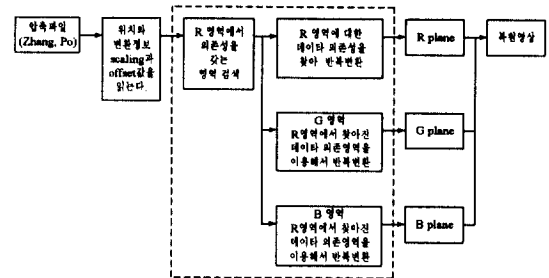 압축파일
(Zhang, Po)
위치와
변환정보
scaling과
offset값을
읽는다.
R 영역에서
의존성을
갖는
영역 검색
R 영역에 대한
데이타 의존성을
찾아 반복변환
R plane
복원영상
G 영역
R영역에서 찾아진
데이타 의존영역을
이용해서 반복변환
G plane
B 영역
R영역에서 찾아진
데이타 의존영역을
이용해서 반복변환
B plane